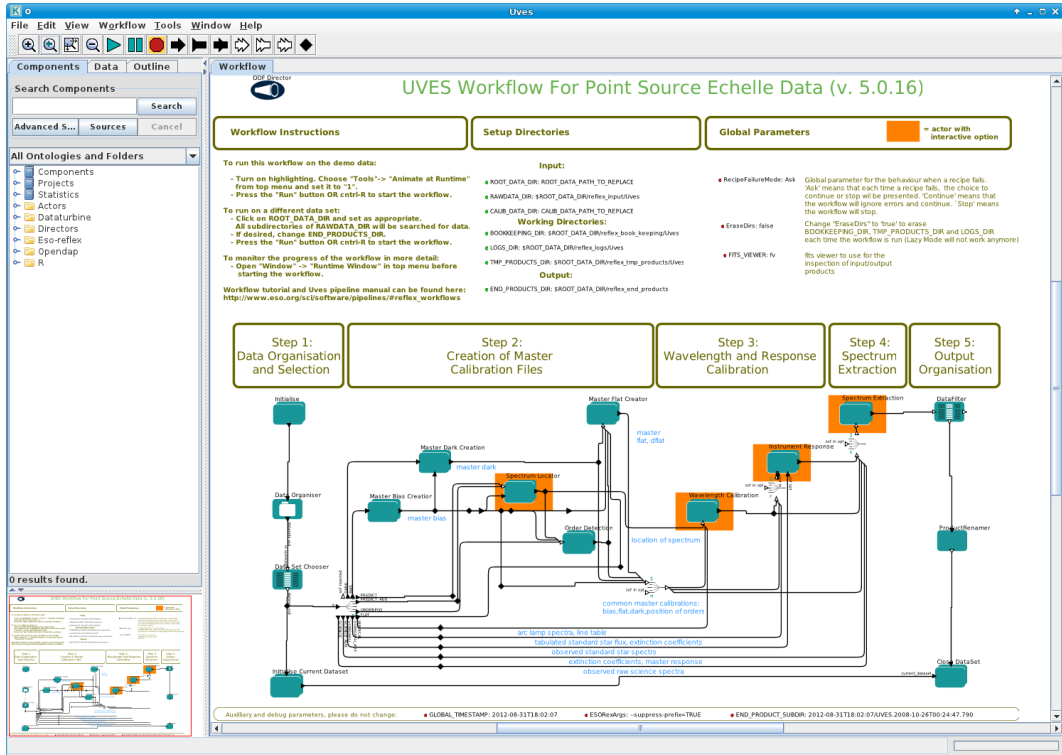 Uves
File Edit View Workflow Tools Window Help
Components Data Outline
Workflow
Search Components
Search
Advanced S... Sources Cancel
All Ontologies and Folders
Components
Projects
Statistics
Actors
Dataturbine
Directors
Eso-reflex
Opendap
R
0 results found.
DDF Director
UVES Workflow For Point Source Echelle Data (v. 5.0.16)
Workflow Instructions
Setup Directories
Global Parameters
= actor with
interactive option
To run this workflow on the demo data:
- Turn on highlighting. Choose "Tools"-> "Animate at Runtime"
from top menu and set it to "1".
- Press the "Run" button OR cntrl-R to start the workflow.
To run on a different data set:
- Click on ROOT_DATA_DIR and set as appropriate.
All subdirectories of RAWDATA_DIR will be searched for data.
- If desired, change END_PRODUCTS_DIR.
- Press the "Run" button OR cntrl-R to start the workflow.
To monitor the progress of the workflow in more detail:
- Open "Window" -> "Runtime Window" in top menu before
starting the workflow.
Workflow tutorial and Uves pipeline manual can be found here:
http://www.eso.org/sci/software/pipelines/#reflex_workflows
Input:
ROOT_DATA_DIR: ROOT_DATA_PATH_TO_REPLACE
RAWDATA_DIR: $ROOT_DATA_DIR/reflex_input/Uves
CALIB_DATA_DIR: CALIB_DATA_PATH_TO_REPLACE
Working Directories:
BOOKKEEPING_DIR: $ROOT_DATA_DIR/reflex_book_keeping/Uves
LOGS_DIR: $ROOT_DATA_DIR/reflex_logs/Uves
TMP_PRODUCTS_DIR: $ROOT_DATA_DIR/reflex_tmp_products/Uves
Output:
END_PRODUCTS_DIR: $ROOT_DATA_DIR/reflex_end_products
RecipeFailureMode: Ask
Global parameter for the behaviour when a recipe fails.
'Ask' means that each time a recipe fails, the choice to
continue or stop wil be presented. 'Continue' means that
the workflow will ignore errors and continue. 'Stop' means
the workflow will stop.
EraseDirs: false
Change "EraseDir" to 'true' to erase
BOOKKEEPING_DIR, TMP_PRODUCTS_DIR and LOGS_DIR
each time the workflow is run (Lazy Mode will not work anymore)
FITS_VIEWER: fv
fits viewer to use for the
inspection of input/output
products
Step 1:
Data Organisation
and Selection
Step 2:
Creation of Master
Calibration Files
Step 3:
Wavelength and Response
Calibration
Step 4:
Spectrum
Extraction
Step 5:
Output
Organisation
Initialise
Master Flat Creator
Spectrum Extraction
DataFilter
master
flat, dflat
Master Dark Creation
master dark
Instrument Response
Spectrum Locator
Data Organiser
Master Bias Creation
master bias
Wavelength Calibration
Order Detection
location of spectrum
ProductRenamer
Data Set Chooser
common master calibrations:
bias,flat,dark,position of orders
arc lamp spectra, line table
tabulated standard star flux, extinction coefficients
observed standard star spectra
extinction coefficients, master response
observed raw science spectra
Initialise Current Dataset
current_dataset
Close DataSet
Auxiliary and debug parameters, please do not change:
GLOBAL_TIMESTAMP: 2012-08-31T18:02:07
ESORexArgs: --suppress-prefix=TRUE
END_PRODUCT_SUBDIR: 2012-08-31T18:02:07/UVES.2008-10-26T00:24:47.790